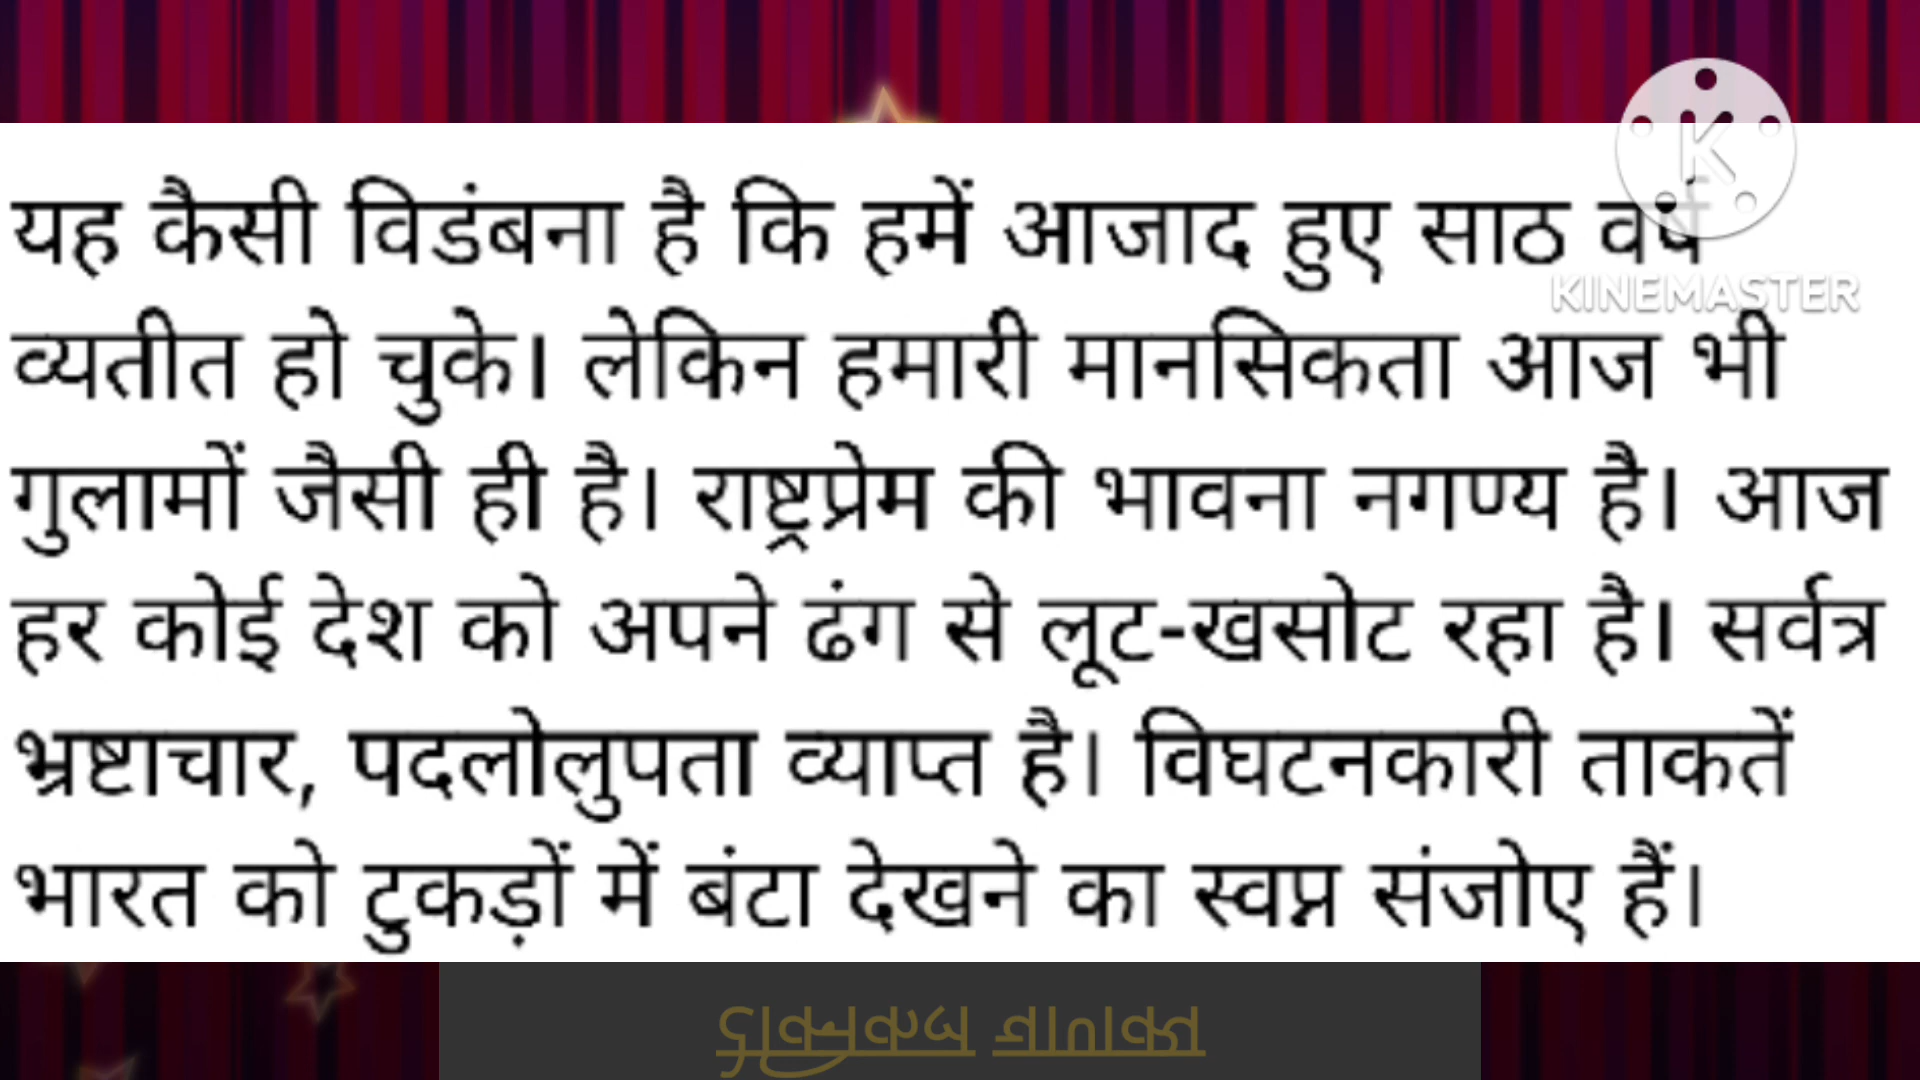 यह कैसी विडंबना है कि हमें आजाद हुए साठ वर्ष
KINEMASTER
व्यतीत हो चुके। लेकिन हमारी मानसिकता आज भी
गुलामों जैसी ही है। राष्ट्रप्रेम की भावना नगण्य है। आज
हर कोई देश को अपने ढंग से लूट-खसोट रहा है। सर्वत्र
भ्रष्टाचार, पदलोलुपता व्याप्त है। विघटनकारी ताकतें
भारत को टुकड़ों में बंटा देखने का स्वप्न संजोए हैं।